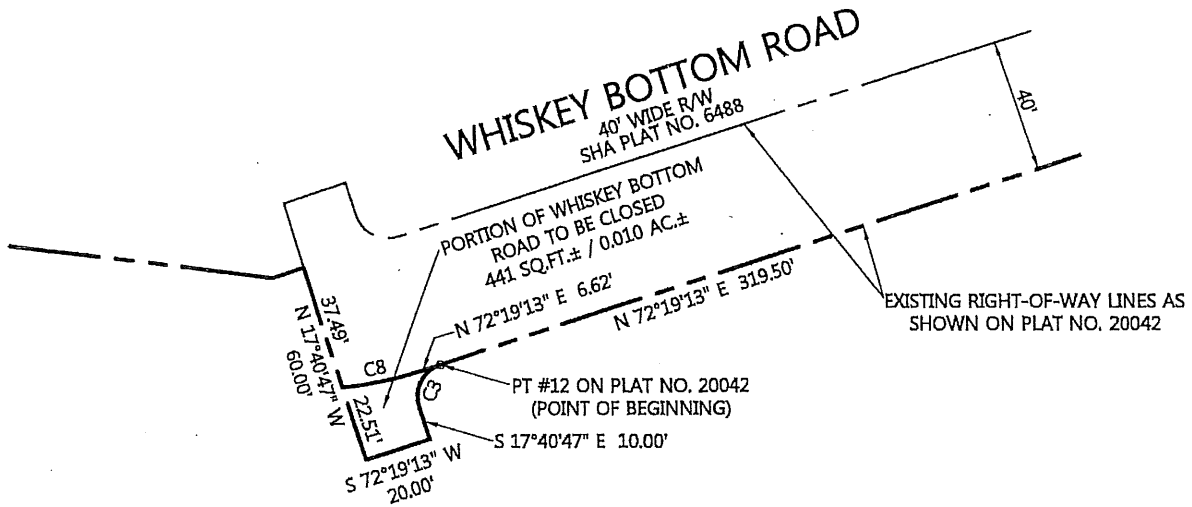 WHISKEY BOTTOM ROAD
40' WIDE R/W
SHA PLAT NO. 6488
40'
PORTION OF WHISKEY BOTTOM
ROAD TO BE CLOSED
441 SQ.FT.± / 0.010 AC.±
N 72°19'13" E 6.62'
N 72°19'13" E 319.50'
EXISTING RIGHT-OF-WAY LINES AS
SHOWN ON PLAT NO. 20042
37.49'
N 17°40'47" W
60.00'
C8
C3
PT #12 ON PLAT NO. 20042
(POINT OF BEGINNING)
22.51'
S 17°40'47" E 10.00'
S 72°19'13" W
20.00'